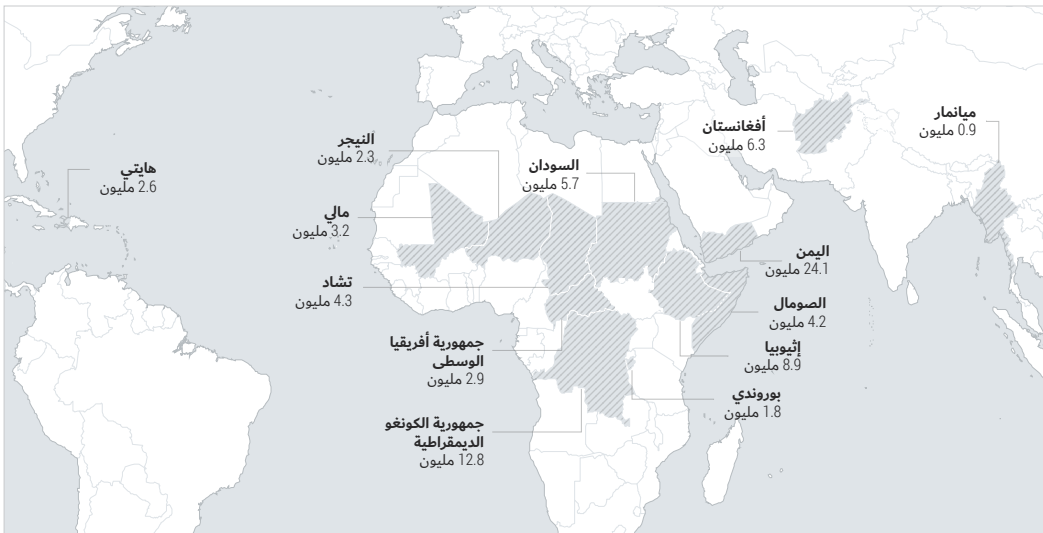 ميانمار
0.9 مليون
أفغانستان
6.3 مليون
النيجر
2.3 مليون
السودان
5.7 مليون
هايتي
2.6 مليون
مالي
3.2 مليون
اليمن
24.1 مليون
تشاد
4.3 مليون
الصومال
4.2 مليون
جمهورية أفريقيا
الوسطى
2.9 مليون
إثيوبيا
8.9 مليون
بوروندي
1.8 مليون
جمهورية الكونغو
الديمقراطية
12.8 مليون